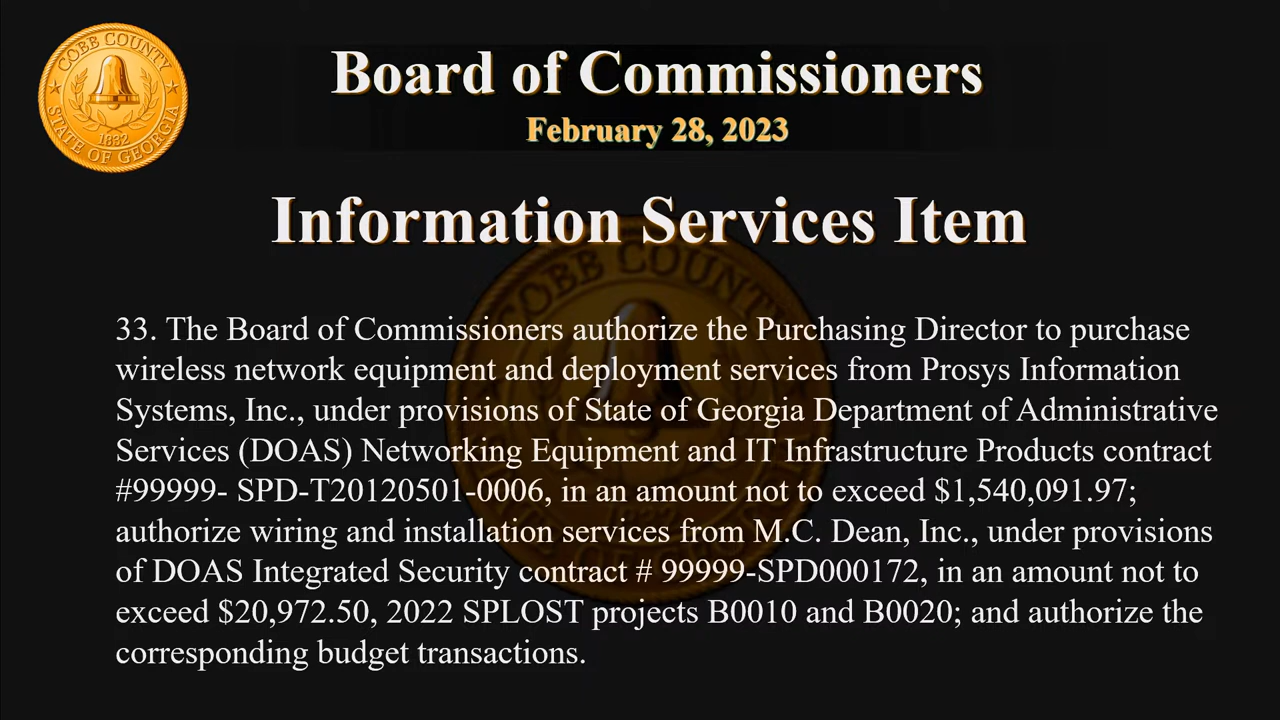 COBB COUNTY
1832
STATE OF GEORGIA
Board of Commissioners
February 28, 2023
Information Services Item
COBB COUNTY
33. The Board of Commissioners authorize the Purchasing Director to purchase
wireless network equipment and deployment services from Prosys Information
Systems, Inc., under provisions of State of Georgia Department of Administrative
Services (DOAS) Networking Equipment and IT Infrastructure Products contract
#99999- SPD-T20120501-0006, in an amount not to exceed $1,540,091.97;
authorize wiring and installation services from M.C. Dean, Inc., under provisions
of DOAS Integrated Security contract # 99999-SPD000172, in an amount not to
exceed $20,972.50, 2022 SPLOST projects B0010 and B0020; and authorize the
corresponding budget transactions.